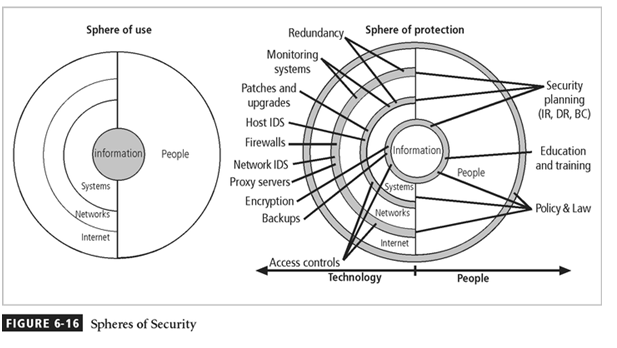 Sphere of use
Information
People
Systems
Networks
Internet
Sphere of protection
Redundancy
Monitoring
systems
Patches and
upgrades
Host IDS
Firewalls
Network IDS
Proxy servers
Encryption
Backups
Access controls
Information
People
Systems
Networks
Internet
Security
planning
(IR, DR, BC)
Education
and training
Policy & Law
Technology
People
FIGURE 6-16 Spheres of Security